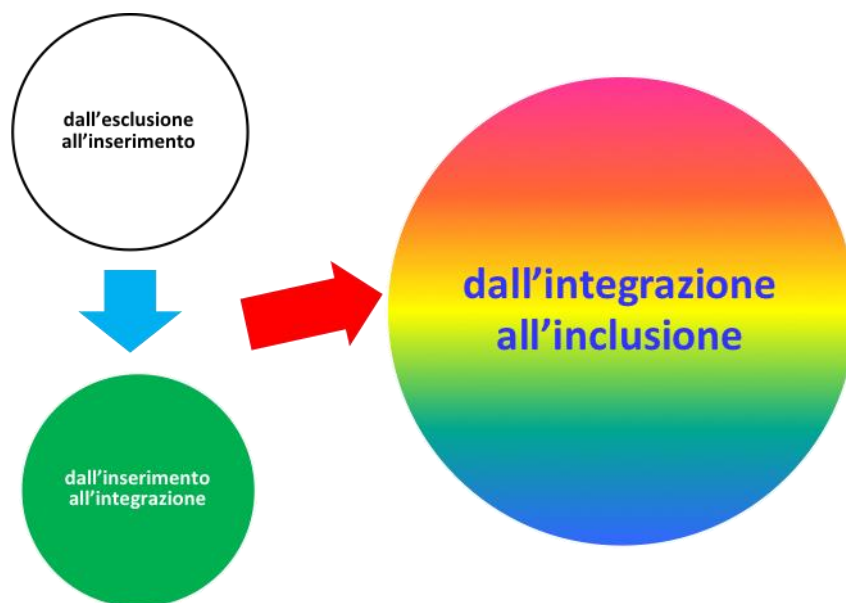 dall’esclusione
all’inserimento
dall’inserimento
all’integrazione
dall’integrazione
all’inclusione